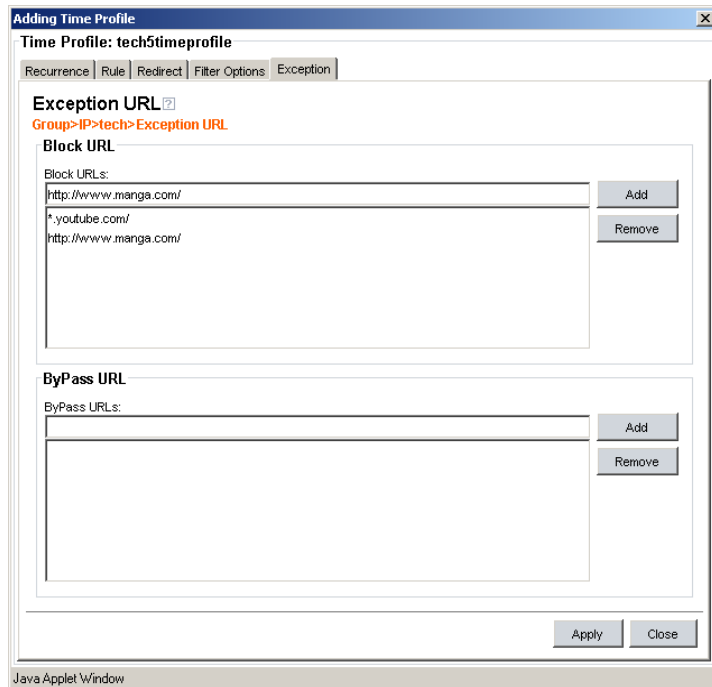 Adding Time Profile
Time Profile: tech5timeprofile
Recurrence Rule Redirect Filter Options Exception
Exception URL ?
Group>IP>tech>Exception URL
Block URL
Block URLs:
http://www.manga.com/ Add
*.youtube.com/ Remove
http://www.manga.com/
ByPass URL
ByPass URLs:
Add
Remove
Apply Close
Java Applet Window